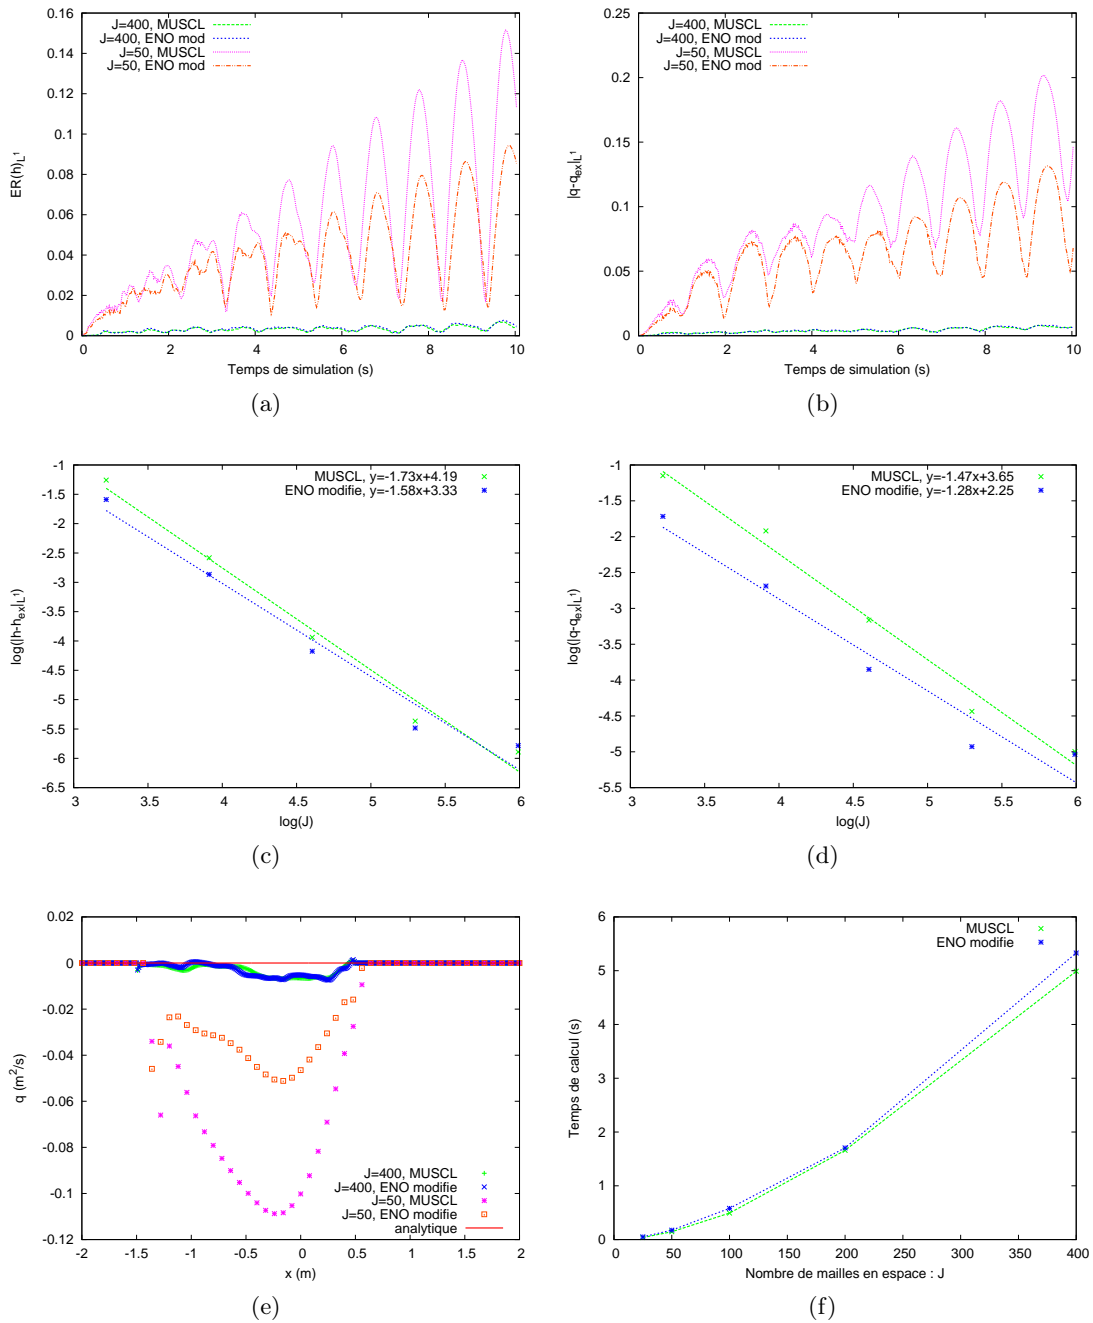 J=400, MUSCL
J=400, ENO mod
J=50, MUSCL
J=50, ENO mod
0.16
0.14
0.12
0.1
0.08
0.06
0.04
0.02
0
ER(h)L1
0 2 4 6 8 10
Temps de simulation (s)
(a)
J=400, MUSCL
J=400, ENO mod
J=50, MUSCL
J=50, ENO mod
0.25
0.2
0.15
0.1
0.05
0
|q-qex|L1
0 2 4 6 8 10
Temps de simulation (s)
(b)
MUSCL, y=-1.73x+4.19
ENO modifie, y=-1.58x+3.33
-1
-1.5
-2
-2.5
-3
-3.5
-4
-4.5
-5
-5.5
-6
-6.5
log(|h-hex|L1)
3 3.5 4 4.5 5 5.5 6
log(J)
(c)
MUSCL, y=-1.47x+3.65
ENO modifie, y=-1.28x+2.25
-1
-1.5
-2
-2.5
-3
-3.5
-4
-4.5
-5
-5.5
log(|q-qex|L1)
3 3.5 4 4.5 5 5.5 6
log(J)
(d)
0.02
0
-0.02
-0.04
-0.06
-0.08
-0.1
-0.12
q (m2/s)
J=400, MUSCL
J=400, ENO modifie
J=50, MUSCL
J=50, ENO modifie
analytique
-2 -1.5 -1 -0.5 0 0.5 1 1.5 2
x (m)
(e)
MUSCL
ENO modifie
6
5
4
3
2
1
0
Temps de calcul (s)
0 50 100 150 200 250 300 350 400
Nombre de mailles en espace : J
(f)